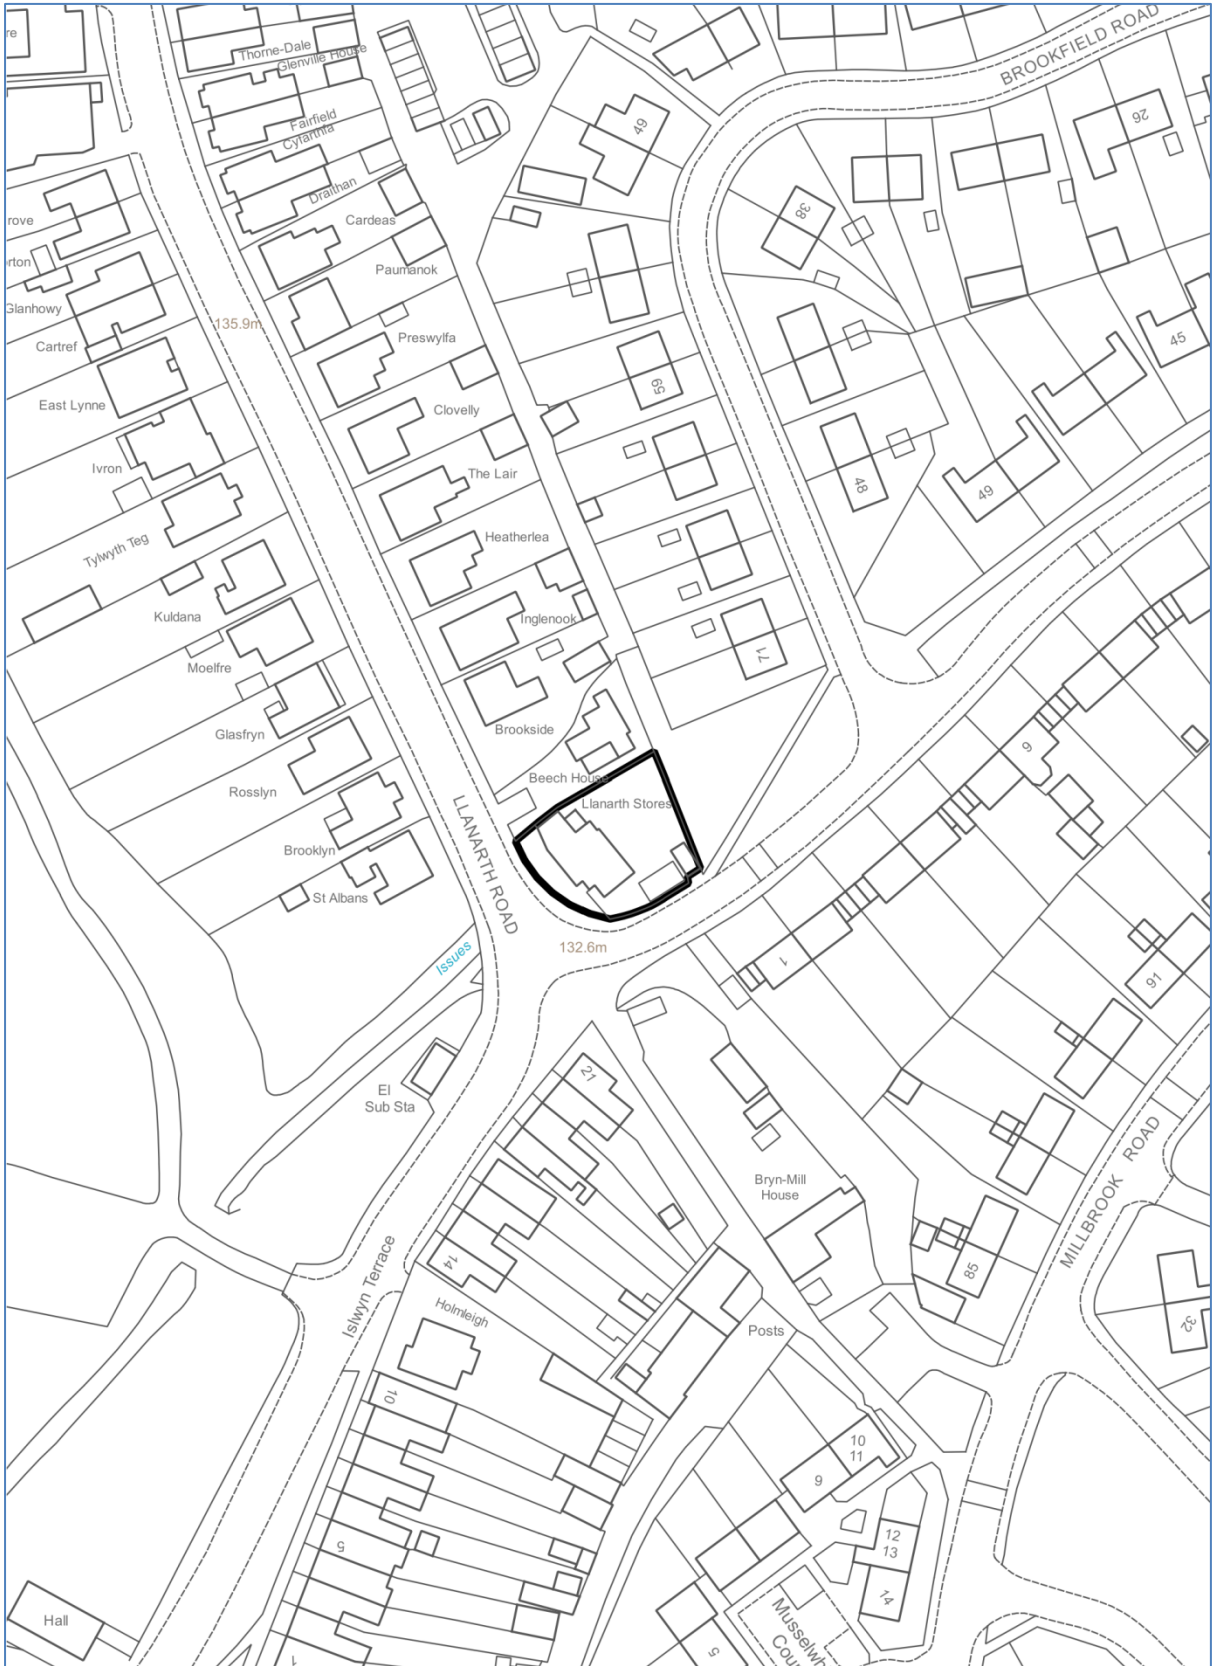 Thorne-Dale
Glenville House
BROOKFIELD ROAD
Fairfield
Cyfarthfa
49
26
Draithan
Cardeas
38
Paumanok
Glanhowy
135.9m
Preswylfa
45
Cartref
59
East Lynne
Clovelly
Ivron
The Lair
48
49
Tylwyth Teg
Heatherlea
Kuldana
Inglenook
Moelfre
71
Glasfryn
Brookside
Beech House
Rosslyn
Llanarth Stores
LLANARTH ROAD
9
Brooklyn
St Albans
132.6m
Issues
1
91
El
Sub Sta
21
Bryn-Mill
House
MILLBROOK ROAD
14
85
Islwyn Terrace
Holmleigh
Posts
32
10
10
11
9
5
12
13
14
Hall
5